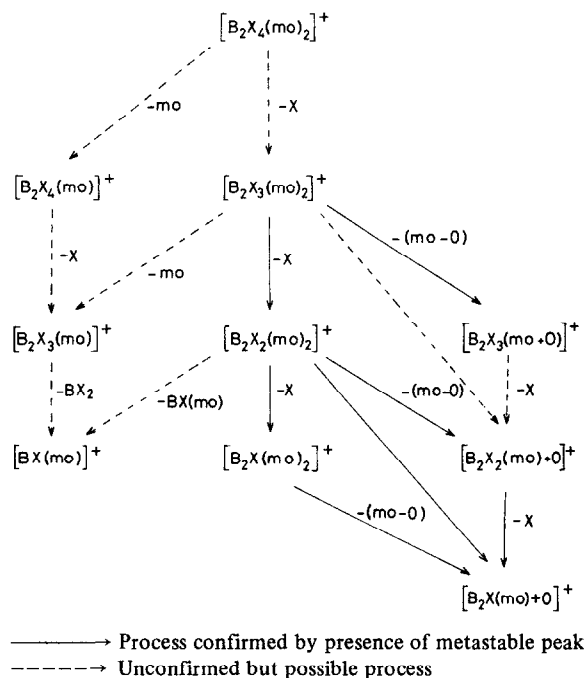 [B₂X₄(mo)₂]⁺
-mo
-X
[B₂X₄(mo)]⁺
[B₂X₃(mo)₂]⁺
-X
-mo
-X
-(mo-O)
[B₂X₃(mo)]⁺
[B₂X₂(mo)₂]⁺
[B₂X₃(mo+O)]⁺
-BX₂
-BX(mo)
-X
-(mo-O)
-X
[BX(mo)]⁺
[B₂X(mo)₂]⁺
[B₂X₂(mo)+O]⁺
-(mo-O)
-X
[B₂X(mo)+O]⁺
Process confirmed by presence of metastable peak
Unconfirmed but possible process